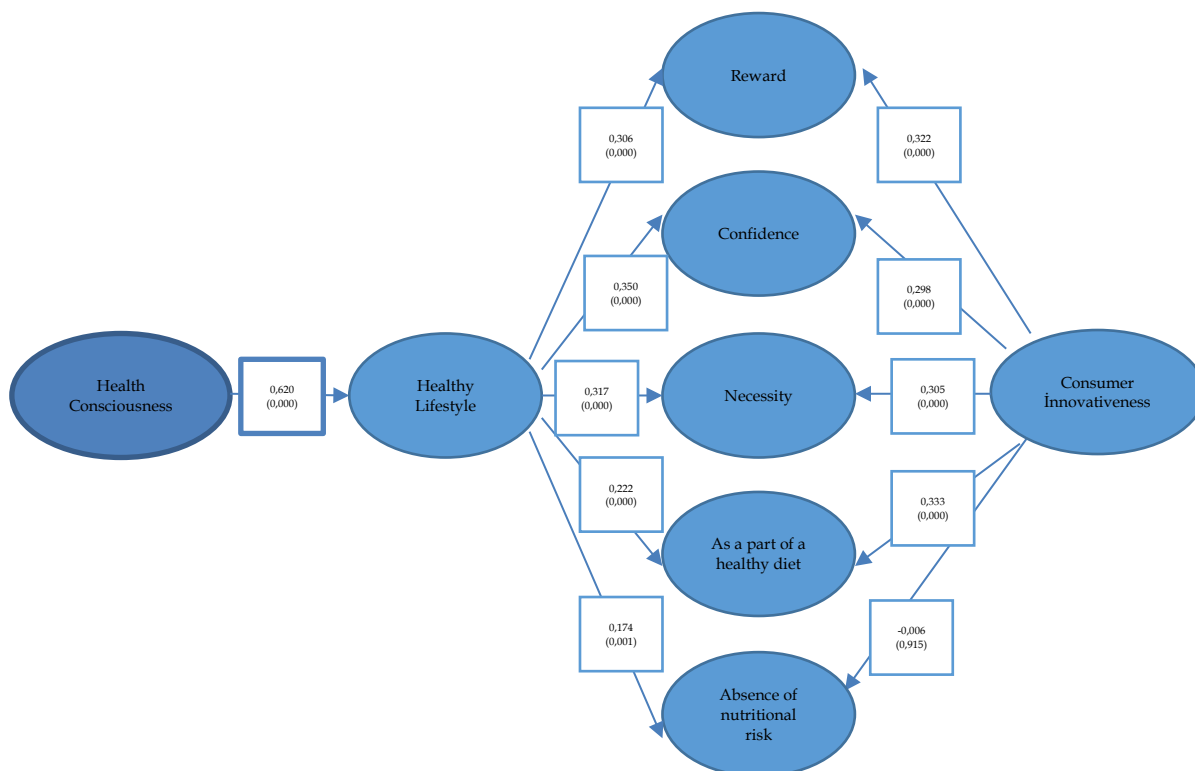 Reward
0,306
(0,000)
0,322
(0,000)
Confidence
0,350
(0,000)
0,298
(0,000)
Health
Consciousness
0,620
(0,000)
Healthy
Lifestyle
0,317
(0,000)
Necessity
0,305
(0,000)
Consumer
İnnovativeness
0,222
(0,000)
As a part of a
healthy diet
0,333
(0,000)
0,174
(0,001)
-0,006
(0,915)
Absence of
nutritional
risk